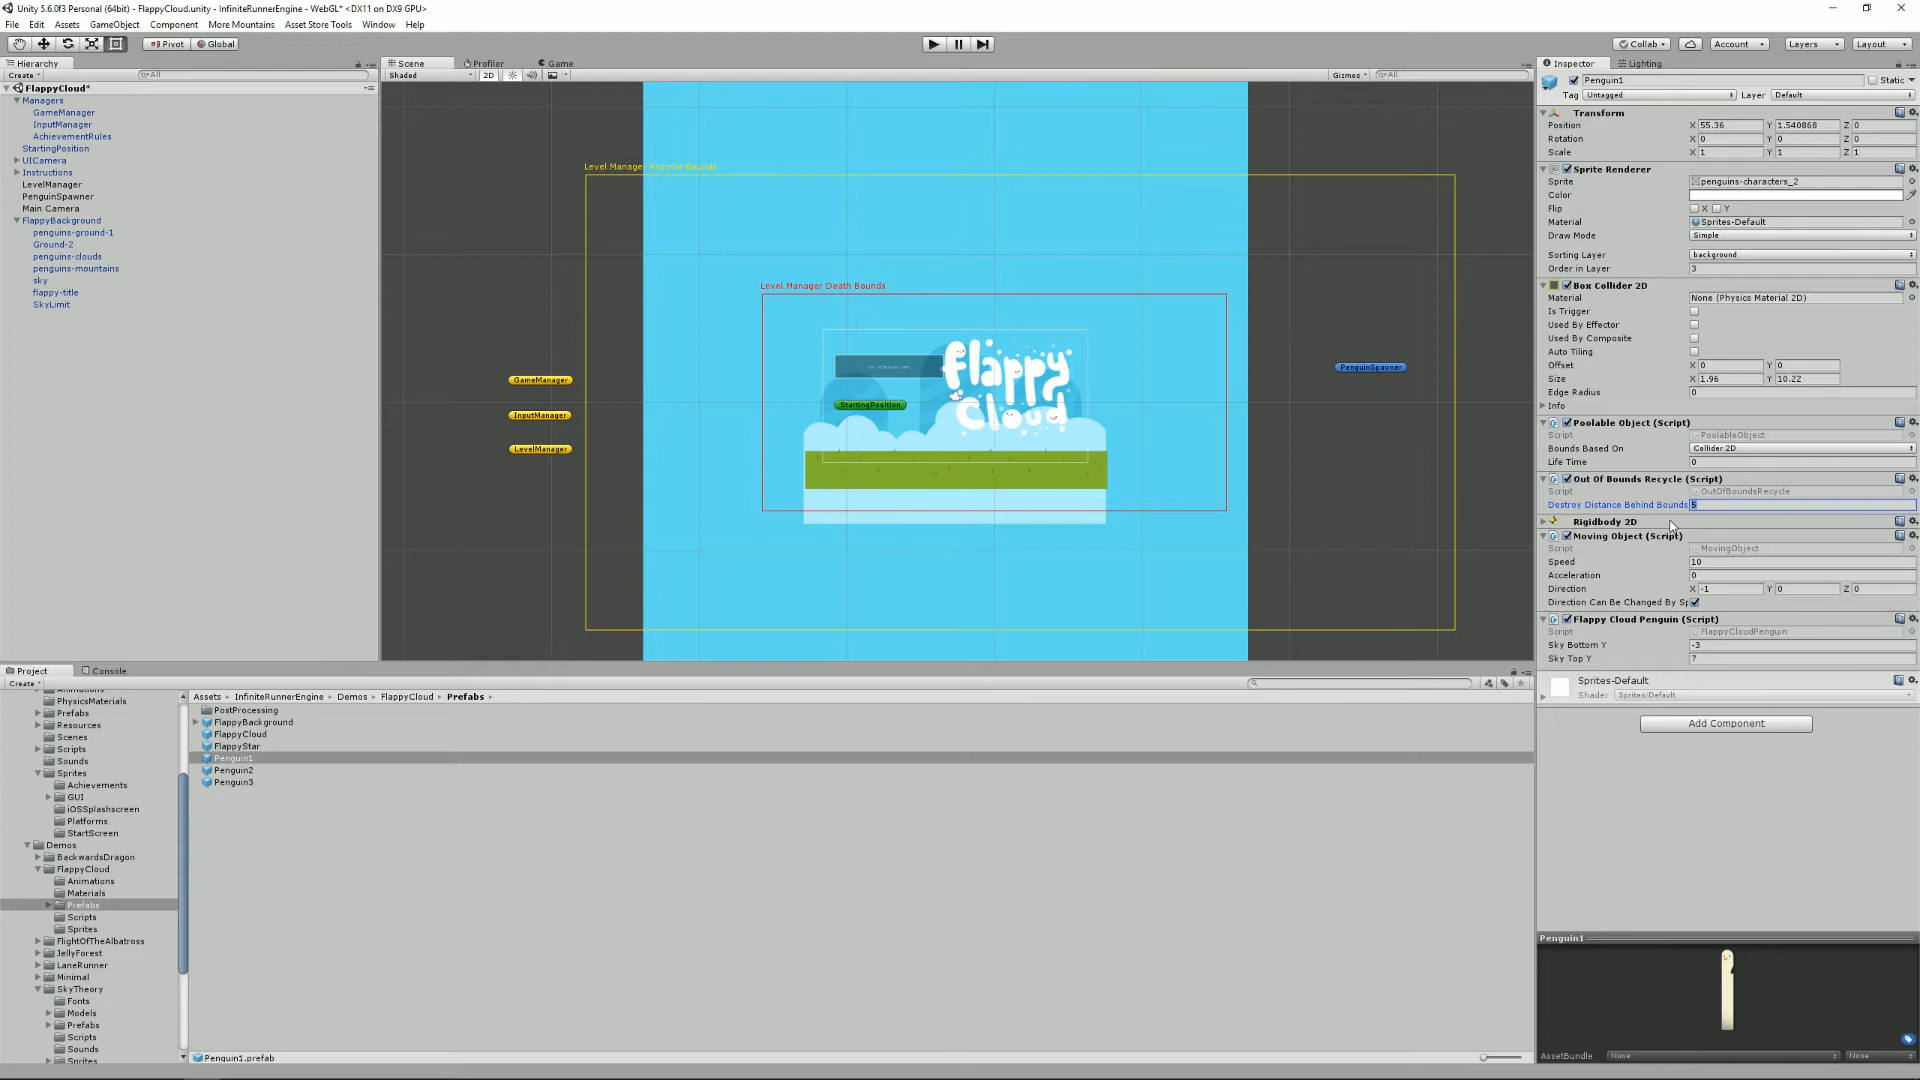 Unity 5.6.0f3 Personal (64bit) - FlappyCloud.unity - InfiniteRunnerEngine - WebGL* <DX11 on DX9 GPU>
File Edit Assets GameObject Component More Mountains Asset Store Tools Window Help
Pivot Global Collab Account Layers Layout
Hierarchy
Create All
FlappyCloud*
Managers
GameManager
InputManager
AchievementRules
StartingPosition
UICamera
Instructions
LevelManager
PenguinSpawner
Main Camera
FlappyBackground
penguins-ground-1
Ground-2
penguins-clouds
penguins-mountains
sky
flappy-title
SkyLimit
Scene Profiler Game
Shaded 2D Gizmos All
Level Manager Recycle Bounds
Level Manager Death Bounds
flappy
cloud
PenguinSpawner
GameManager
StartingPosition
InputManager
LevelManager
Inspector Lighting
Penguin1 Static
Tag Untagged Layer Default
Transform
Position X 55.36 Y 1.540868 Z 0
Rotation X 0 Y 0 Z 0
Scale X 1 Y 1 Z 1
Sprite Renderer
Sprite penguins-characters_2
Color
Flip X Y
Material Sprites-Default
Draw Mode Simple
Sorting Layer background
Order in Layer 3
Box Collider 2D
Material None (Physics Material 2D)
Is Trigger
Used By Effector
Used By Composite
Auto Tiling
Offset X 0 Y 0
Size X 1.96 Y 10.22
Edge Radius 0
Info
Poolable Object (Script)
Script PoolableObject
Bounds Based On Collider 2D
Life Time 0
Out Of Bounds Recycle (Script)
Script OutOfBoundsRecycle
Destroy Distance Behind Bounds 5
Rigidbody 2D
Moving Object (Script)
Script MovingObject
Speed 10
Acceleration 0
Direction X -1 Y 0 Z 0
Direction Can Be Changed By Sp
Flappy Cloud Penguin (Script)
Script FlappyCloudPenguin
Sky Bottom Y -3
Sky Top Y 7
Sprites-Default
Shader Sprites/Default
Add Component
Penguin1
AssetBundle None None
Project Console
Create
Animations
PhysicsMaterials
Prefabs
Resources
Scenes
Scripts
Sounds
Sprites
Achievements
GUI
iOSSplashscreen
Platforms
StartScreen
Demos
BackwardsDragon
FlappyCloud
Animations
Materials
Prefabs
Scripts
Sprites
FlightOfTheAlbatross
JellyForest
LaneRunner
Minimal
SkyTheory
Fonts
Models
Prefabs
Scripts
Sounds
Sprites
Assets InfiniteRunnerEngine Demos FlappyCloud Prefabs
PostProcessing
FlappyBackground
FlappyCloud
FlappyStar
Penguin1
Penguin2
Penguin3
Penguin1.prefab